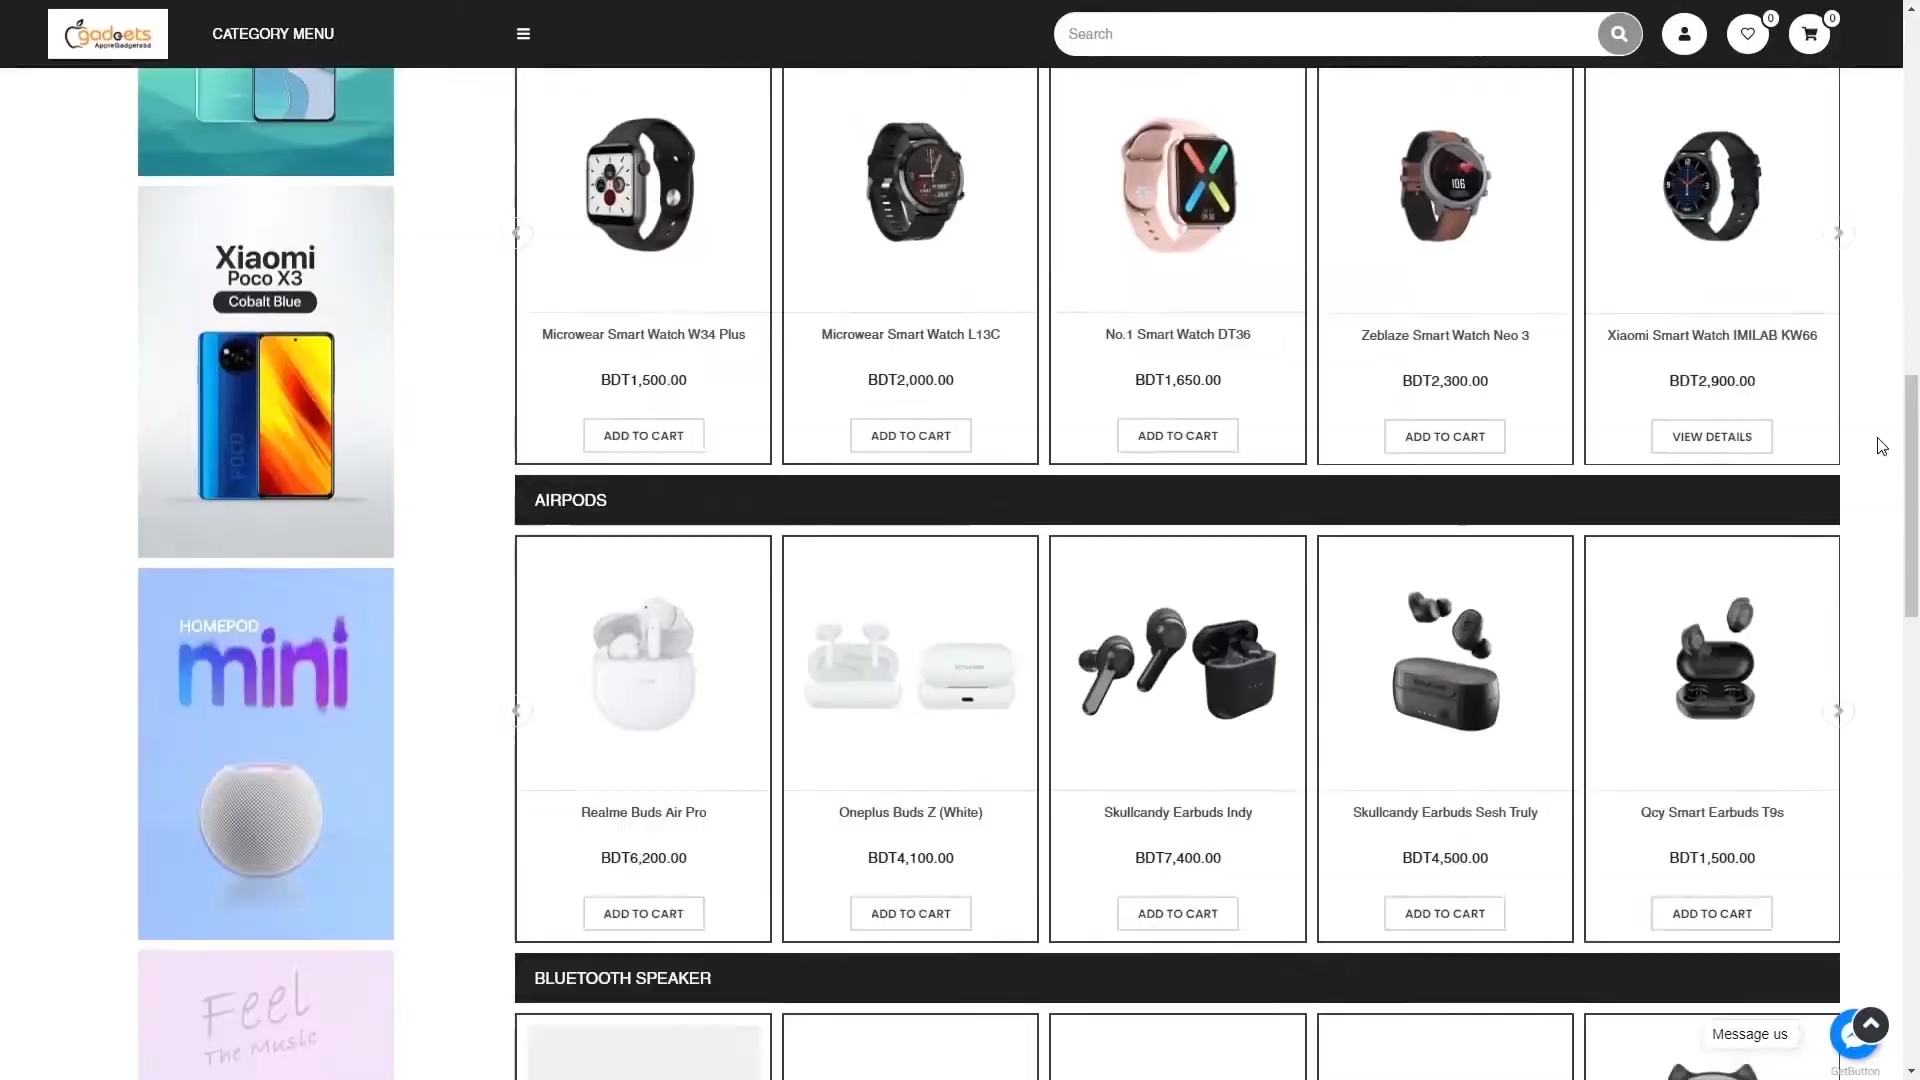 gadgets
AppleGadgetsbd
CATEGORY MENU
Search
0
0
Xiaomi
Poco X3
Cobalt Blue
POCO
HOMEPOD
mini
Feel
The Music
106
Microwear Smart Watch W34 Plus
BDT1,500.00
ADD TO CART
Microwear Smart Watch L13C
BDT2,000.00
ADD TO CART
No.1 Smart Watch DT36
BDT1,650.00
ADD TO CART
Zeblaze Smart Watch Neo 3
BDT2,300.00
ADD TO CART
Xiaomi Smart Watch IMILAB KW66
BDT2,900.00
VIEW DETAILS
AIRPODS
Realme Buds Air Pro
BDT6,200.00
ADD TO CART
Oneplus Buds Z (White)
BDT4,100.00
ADD TO CART
Skullcandy Earbuds Indy
BDT7,400.00
ADD TO CART
Skullcandy Earbuds Sesh Truly
BDT4,500.00
ADD TO CART
Qcy Smart Earbuds T9s
BDT1,500.00
ADD TO CART
BLUETOOTH SPEAKER
Message us
GetButton